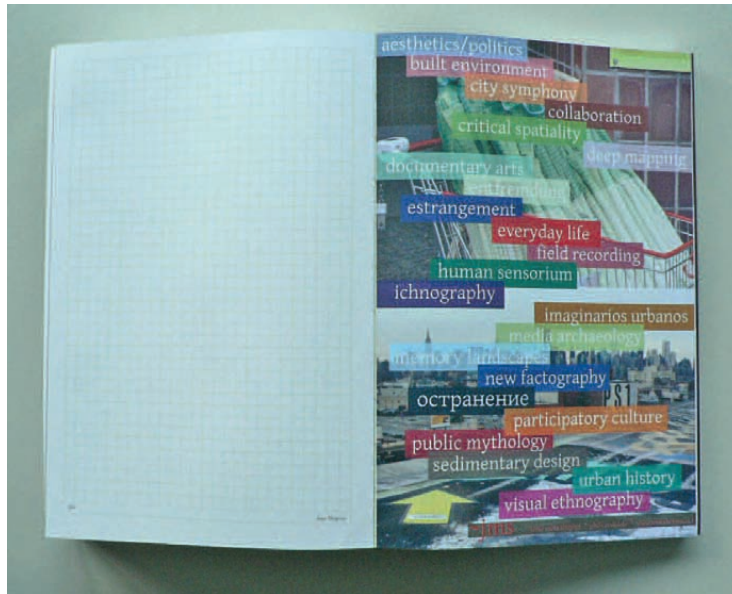 aesthetics/politics
built environment
city symphony
collaboration
critical spatiality
deep mapping
documentary arts
entfremdung
estrangement
everyday life
field recording
human sensorium
ichnography
imaginarios urbanos
media archaeology
memory landscapes
new factography
остранение
PS1
participatory culture
public mythology
sedimentary design
urban history
visual ethnography